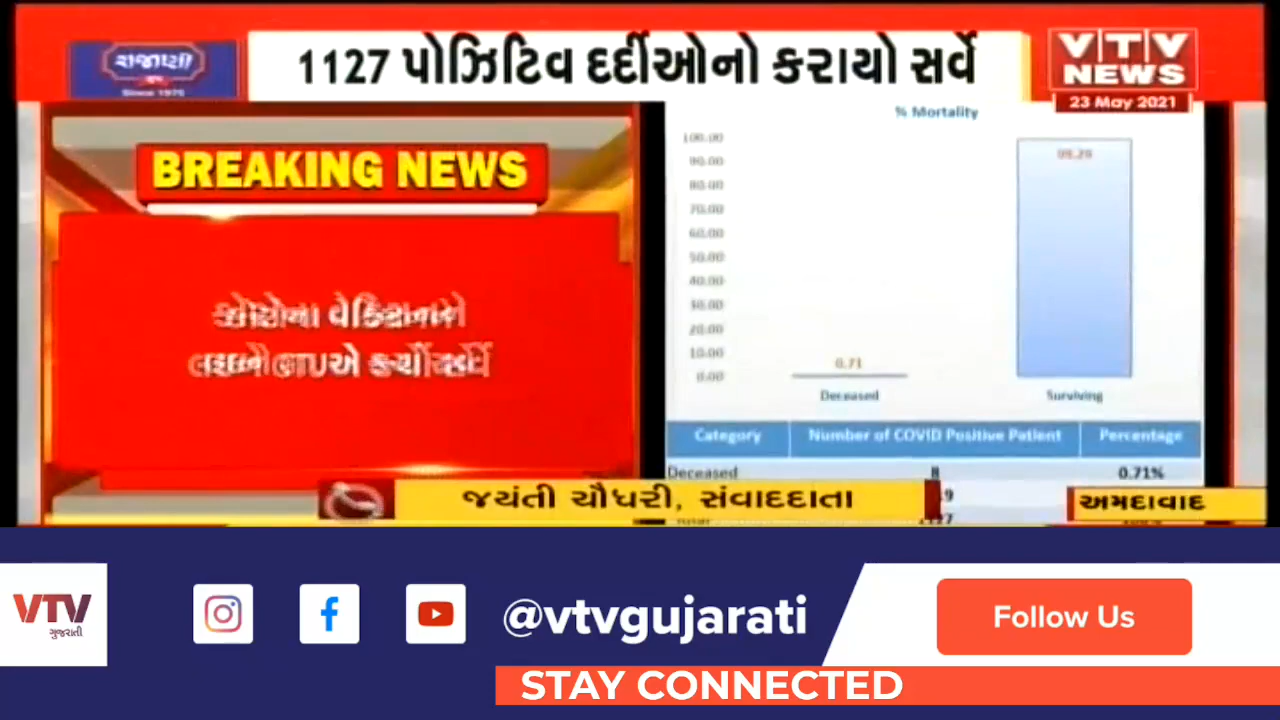 રાજાણી
Since 1975
1127 પોઝિટિવ દર્દીઓનો કરાયો સર્વે
VTV
NEWS
23 May 2021
BREAKING NEWS
% Mortality
100.00
90.00
80.00
70.00
60.00
50.00
40.00
30.00
20.00
10.00
0.00
0.71
99.29
Deceased
Surviving
Category Number of COVID Positive Patient Percentage
Deceased 8 0.71%
જયંતી ચૌધરી, સંવાદદાતા
અમદાવાદ
VTV
ગુજરાતી
@vtvgujarati
Follow Us
STAY CONNECTED